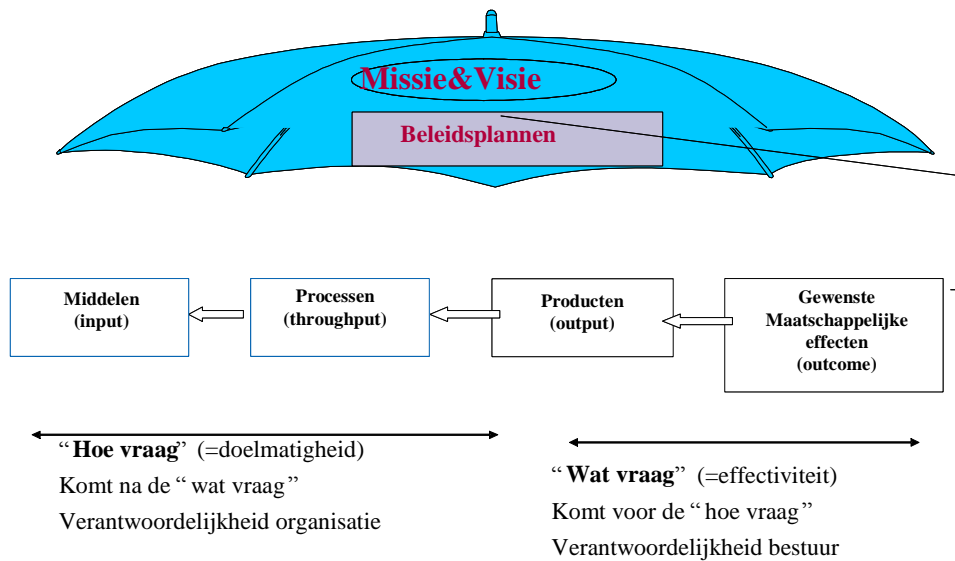 Missie&Visie
Beleidsplannen
Middelen
(input)
Processen
(throughput)
Producten
(output)
Gewenste
Maatschappelijke
effecten
(outcome)
“Hoe vraag” (=doelmatigheid)
Komt na de “wat vraag”
Verantwoordelijkheid organisatie
“Wat vraag” (=effectiviteit)
Komt voor de “hoe vraag”
Verantwoordelijkheid bestuur